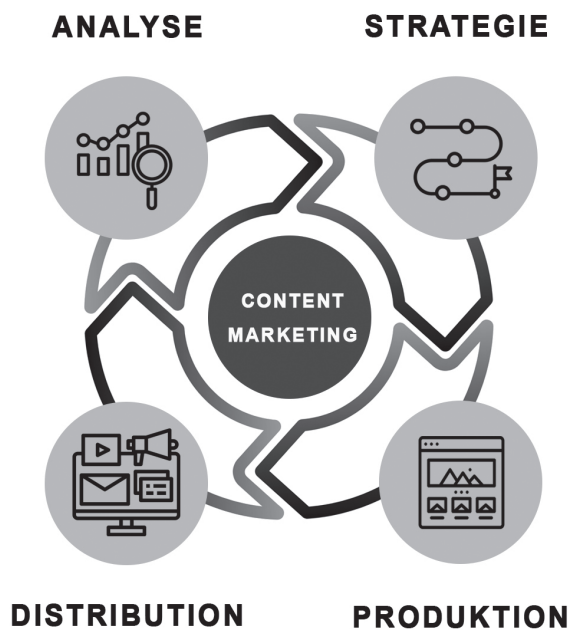 ANALYSE
STRATEGIE
CONTENT
MARKETING
DISTRIBUTION
PRODUKTION